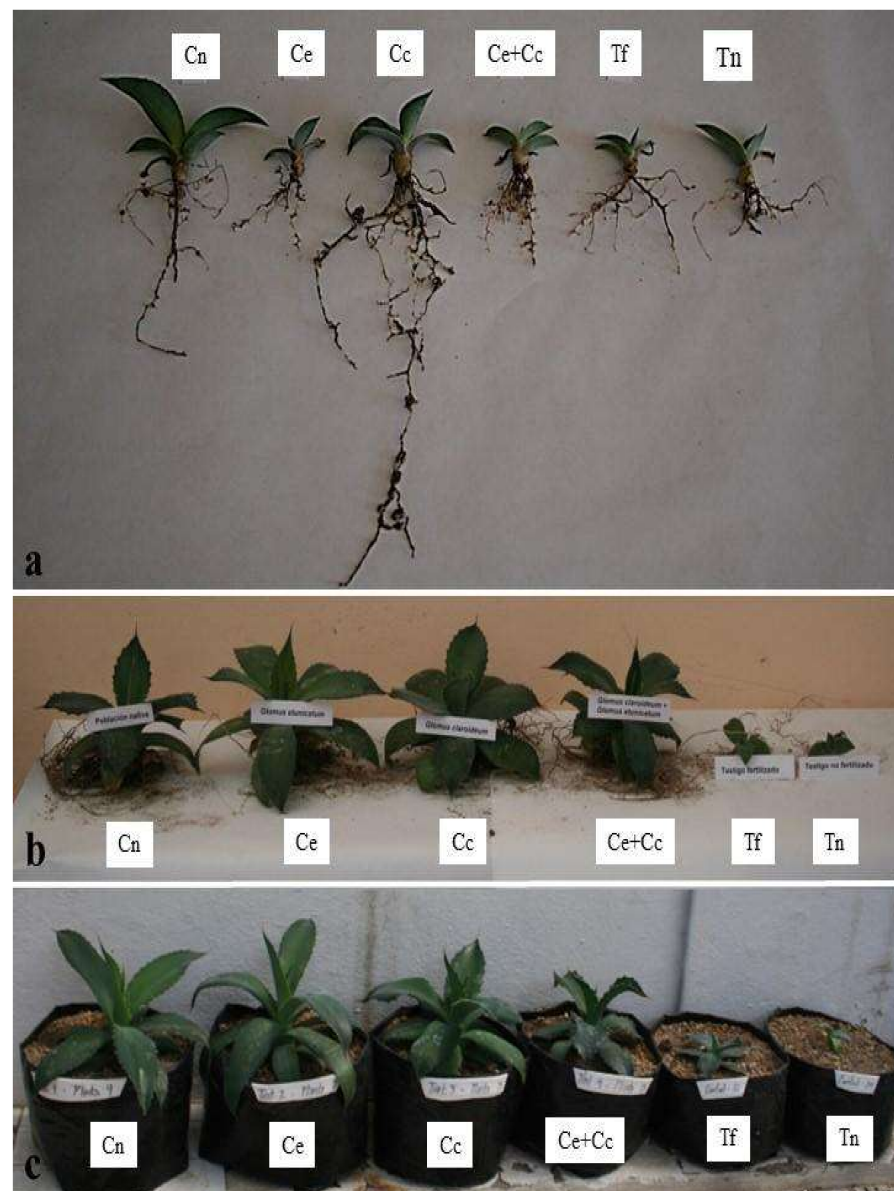 Cn Ce Cc Ce+Cc Tf Tn
a
Población nativa
Glomus etunicatum
Glomus claroideum
Glomus claroideum +
Glomus etunicatum
Testigo fertilizado
Testigo no fertilizado
Cn Ce Cc Ce+Cc Tf Tn
b
Cn Ce Cc Ce+Cc Tf Tn
c